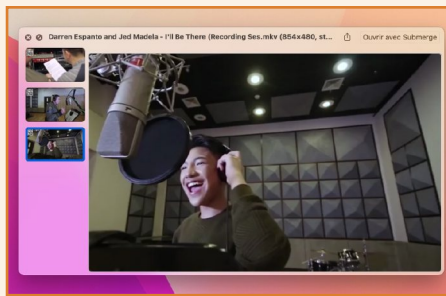 Darren Espanto and Jed Madela - I'll Be There (Recording Ses.mkv (854x480, st... Ouvrir avec Submerge